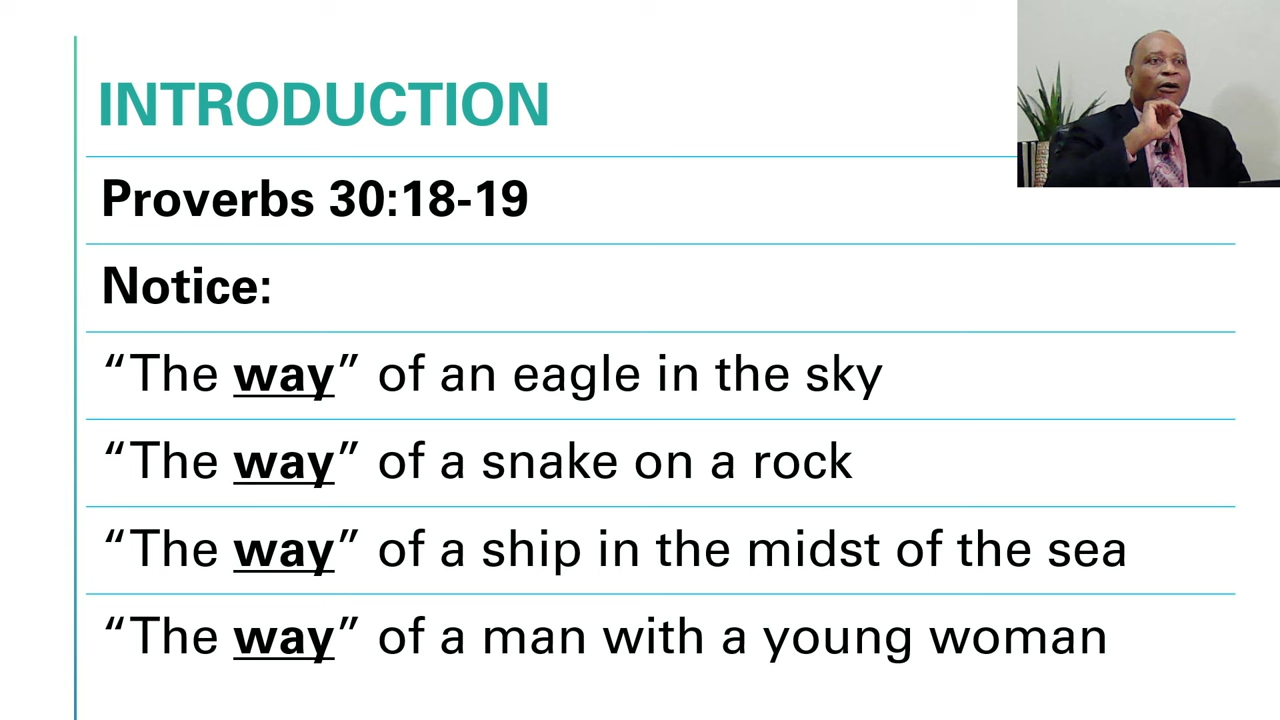 INTRODUCTION
Proverbs 30:18-19
Notice:
“The way” of an eagle in the sky
“The way” of a snake on a rock
“The way” of a ship in the midst of the sea
“The way” of a man with a young woman